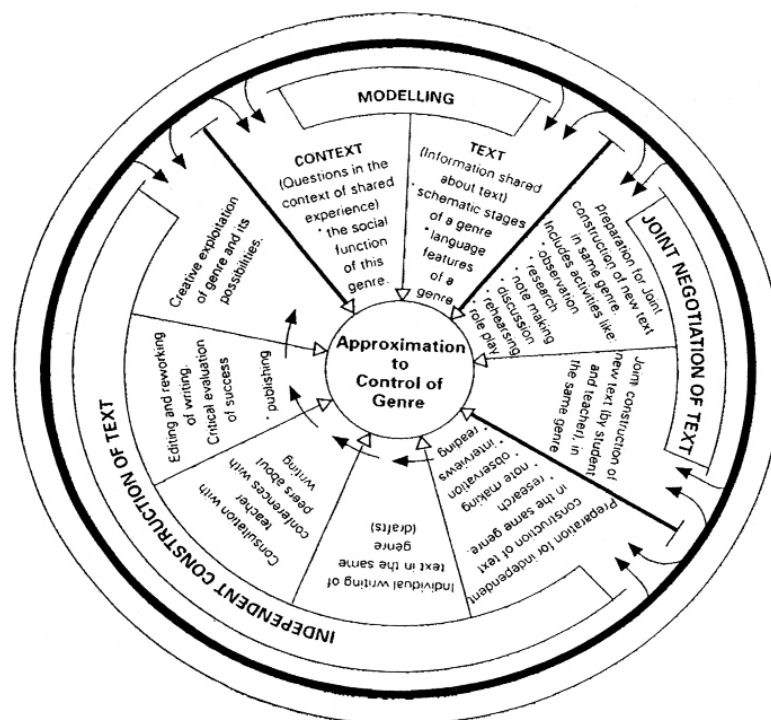 MODELLING
CONTEXT
(Questions in the
context of shared
experience)
• the social
function
of this
genre.
TEXT
(Information shared
about text)
• schematic stages
of a genre
• language
features
of a
genre
JOINT NEGOTIATION OF TEXT
preparation for Joint
construction of new text
in same genre.
Includes activities like:
• observation
• research
• note making
discussion
• rehearsing
• role play
Joint construction of
new text (by student
and teacher), in
the same genre
INDEPENDENT CONSTRUCTION OF TEXT
Preparation for independent
construction of text
in the same genre.
• research
• note making
observation
• interviews
• reading
Individual writing of
text in the same
genre
(drafts)
Consultation with
teacher
conferences with
peers about
writing
Editing and reworking
of writing.
Critical evaluation
of success
• publishing
Creative exploitation
of genre and its
possibilities.
Approximation
to
Control of
Genre